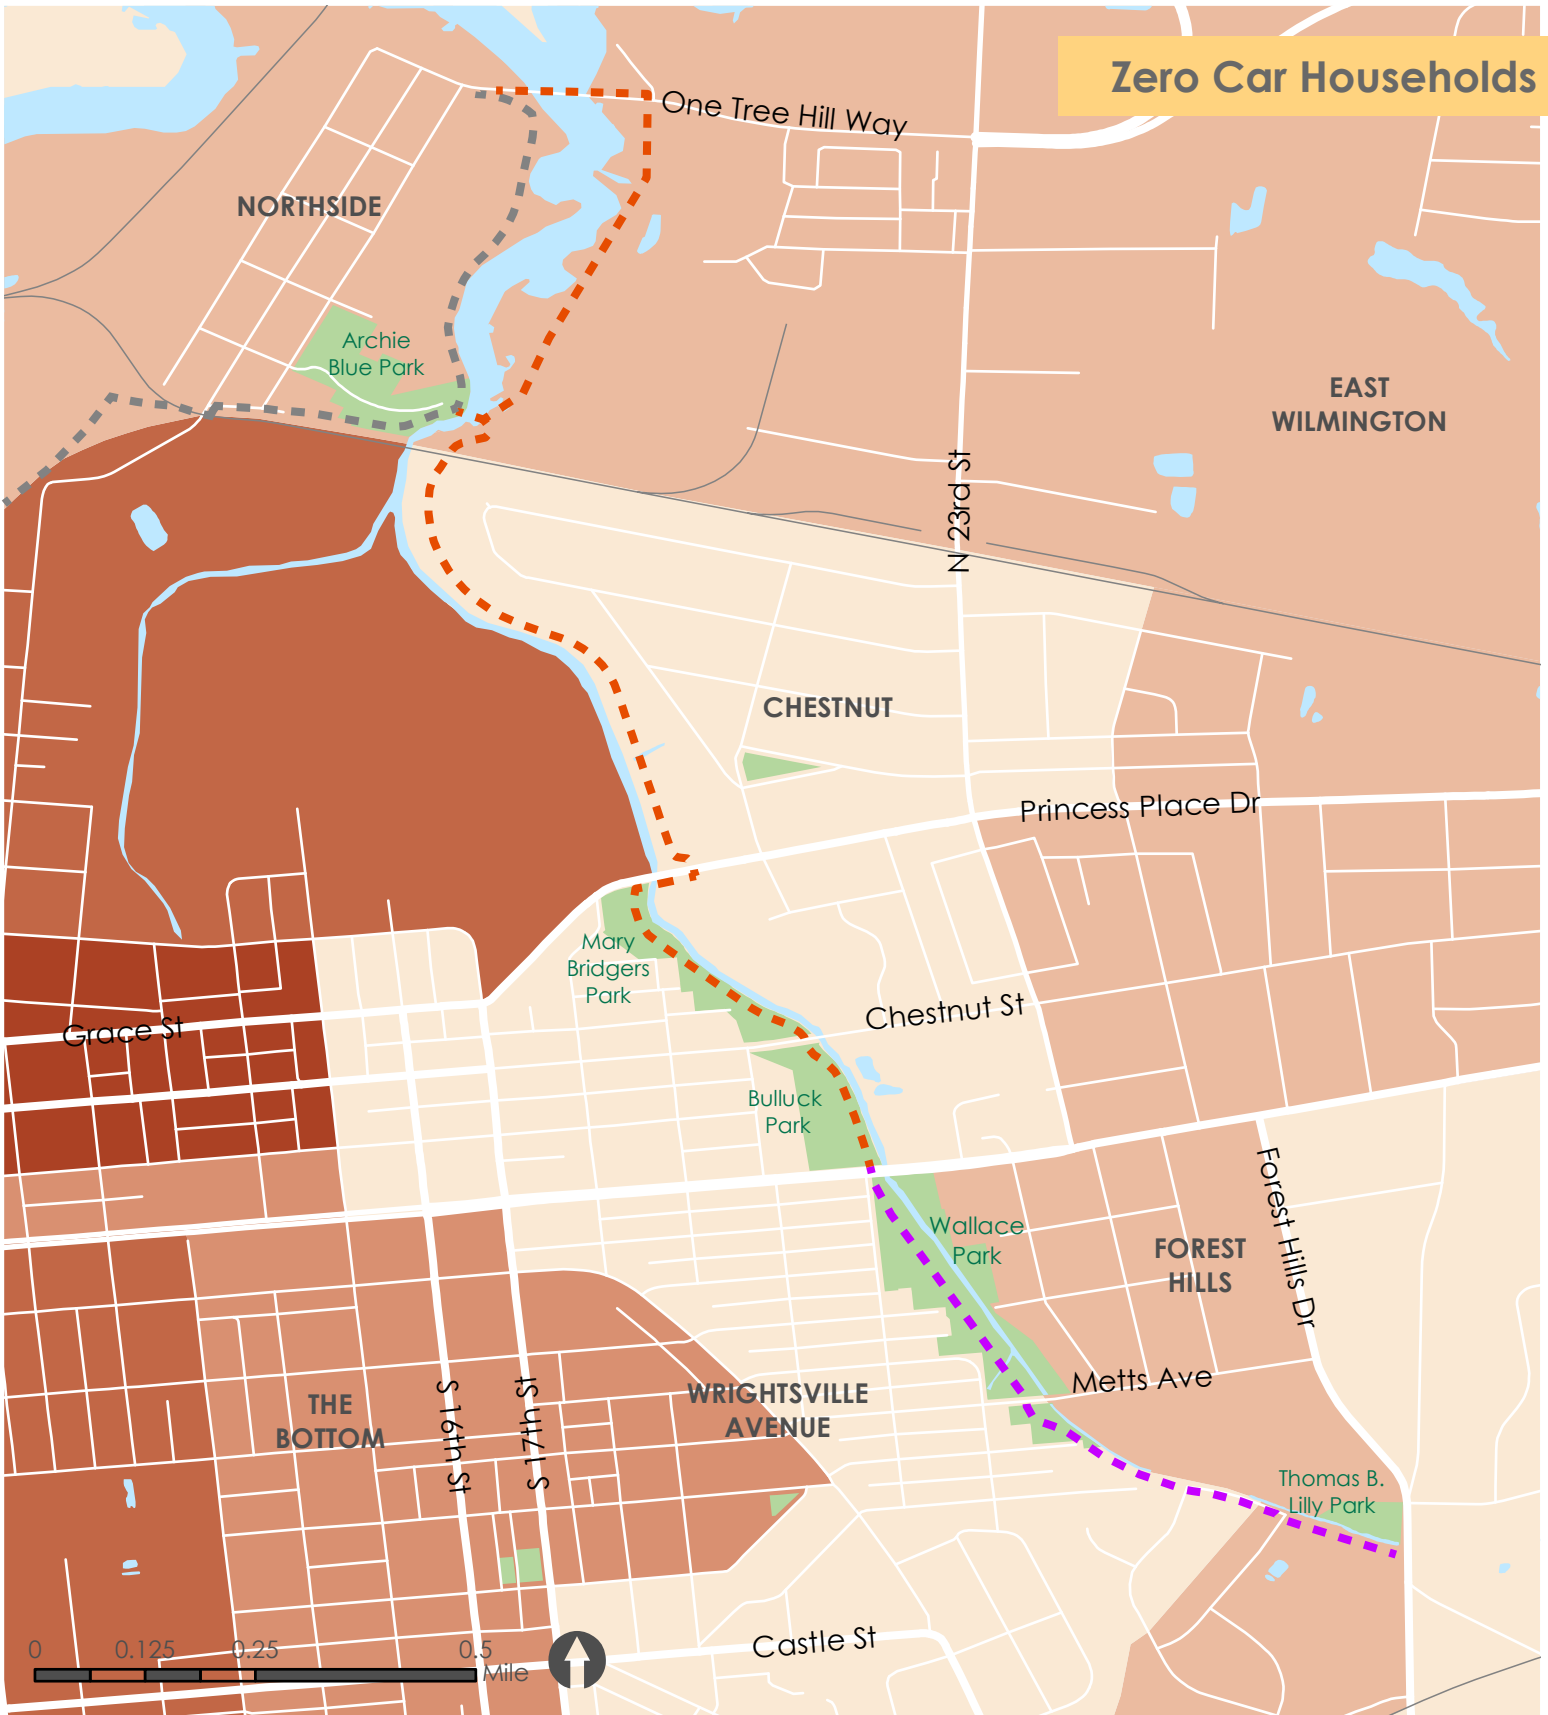 Zero Car Households
One Tree Hill Way
NORTHSIDE
Archie
Blue Park
EAST
WILMINGTON
N 23rd St
CHESTNUT
Princess Place Dr
Mary
Bridgers
Park
Chestnut St
Grace St
Bulluck
Park
Forest Hills Dr
Wallace
Park
FOREST
HILLS
Metts Ave
THE
BOTTOM
S 16th St
S 17th St
WRIGHTSVILLE
AVENUE
Thomas B.
Lilly Park
Castle St
0 0.125 0.25 0.5
Mile